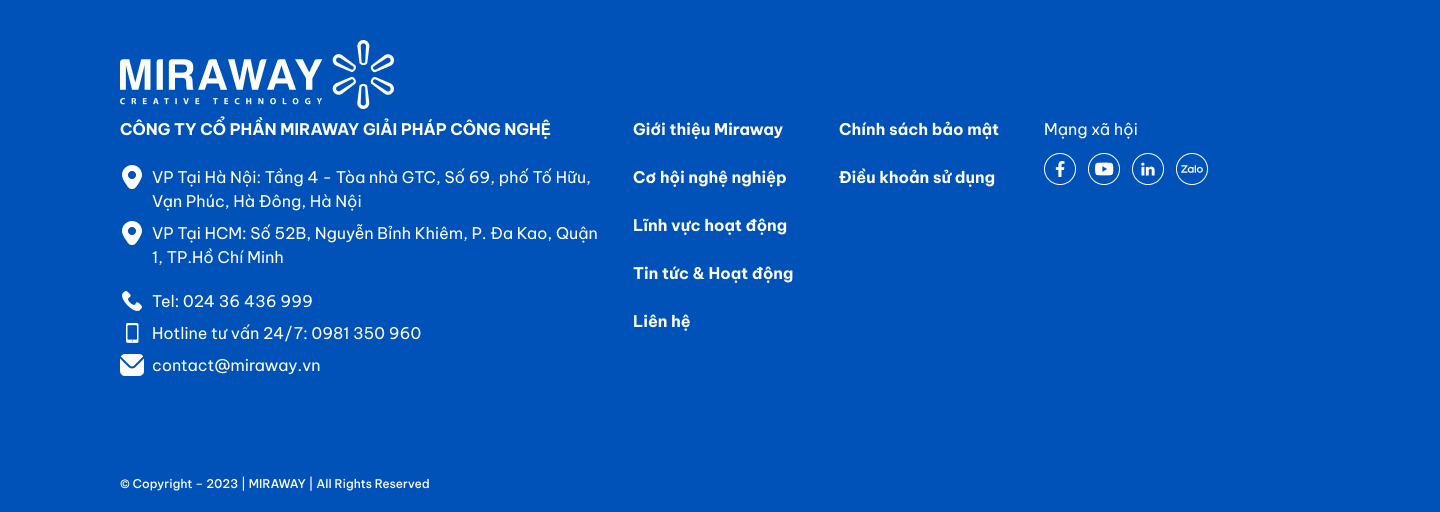 MIRAWAY
CREATIVE TECHNOLOGY
CÔNG TY CỔ PHẦN MIRAWAY GIẢI PHÁP CÔNG NGHỆ
VP Tại Hà Nội: Tầng 4 - Tòa nhà GTC, Số 69, phố Tố Hữu,
Vạn Phúc, Hà Đông, Hà Nội
VP Tại HCM: Số 52B, Nguyễn Bỉnh Khiêm, P. Đa Kao, Quận
1, TP.Hồ Chí Minh
Tel: 024 36 436 999
Hotline tư vấn 24/7: 0981 350 960
contact@miraway.vn
Giới thiệu Miraway
Cơ hội nghệ nghiệp
Lĩnh vực hoạt động
Tin tức & Hoạt động
Liên hệ
Chính sách bảo mật
Điều khoản sử dụng
Mạng xã hội
Zalo
© Copyright – 2023 | MIRAWAY | All Rights Reserved